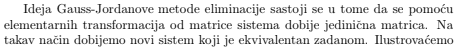 Ideja Gauss-Jordanove metode eliminacije sastoji se u tome da se pomoću
elementarnih transformacija od matrice sistema dobije jedinična matrica. Na
takav način dobijemo novi sistem koji je ekvivalentan zadanom. Ilustrovaćemo